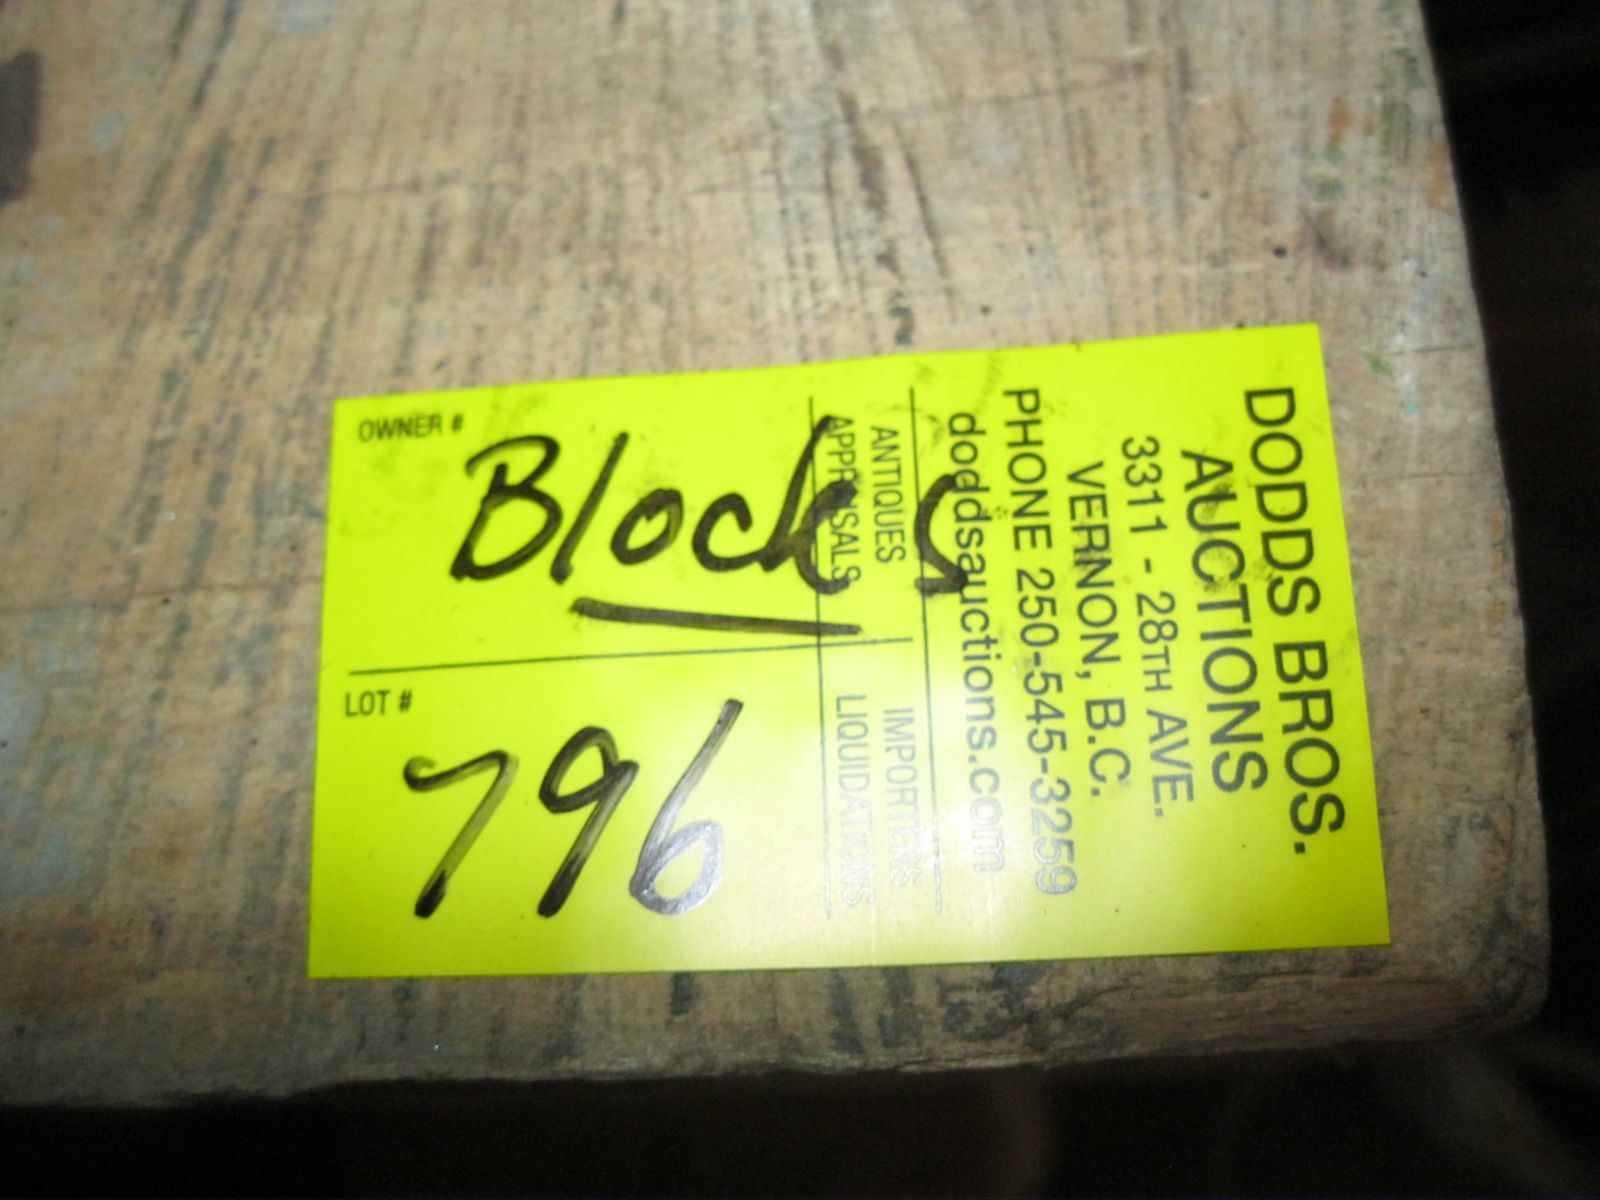 DODDS BROS.
AUCTIONS
3311 - 28TH AVE.
VERNON, B.C.
PHONE 250-545-3259
doddsauctions.com
ANTIQUES IMPORTERS
APPRAISALS LIQUIDATIONS
OWNER #
Blocks
LOT #
796